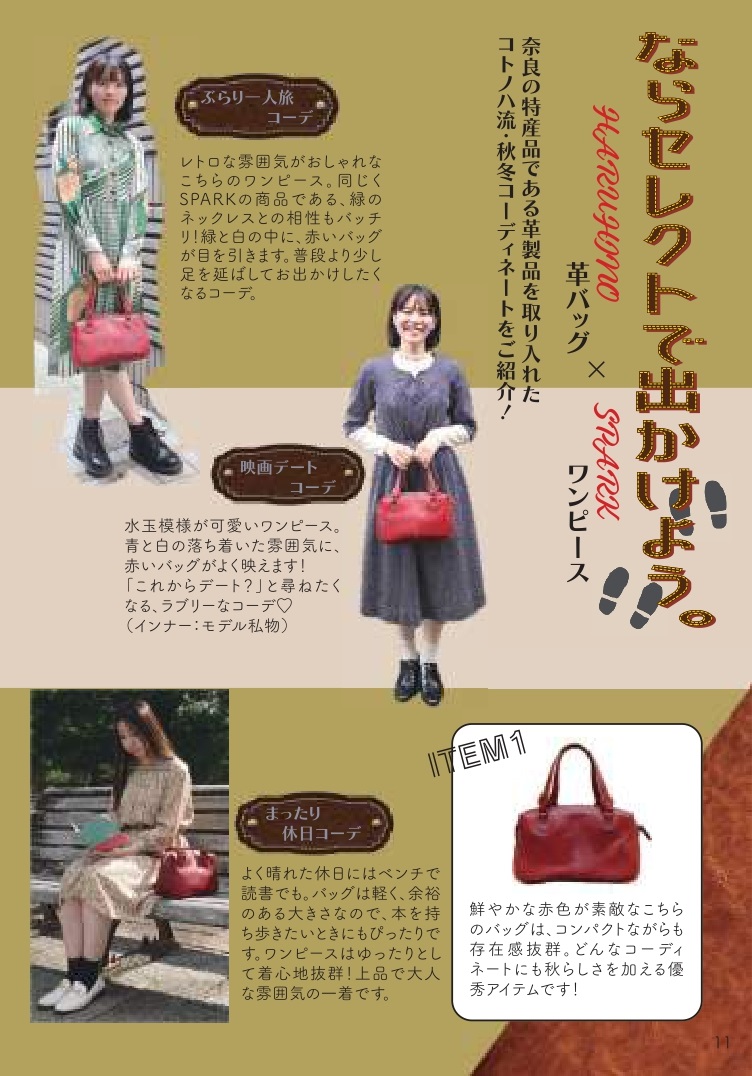 ならセレクトで出かけよう。
HARUHINO
革バッグ
×
SPARK
ワンピース
奈良の特産品である革製品を取り入れた
コトノハ流・秋冬コーディネートをご紹介！
ぶらり一人旅
コーデ
レトロな雰囲気がおしゃれな
こちらのワンピース。同じく
SPARKの商品である、緑の
ネックレスとの相性もバッチ
リ！緑と白の中に、赤いバッグ
が目を引きます。普段より少し
足を延ばしてお出かけしたく
なるコーデ。
映画デート
コーデ
水玉模様が可愛いワンピース。
青と白の落ち着いた雰囲気に、
赤いバッグがよく映えます！
「これからデート？」と尋ねたく
なる、ラブリーなコーデ♡
（インナー：モデル私物）
まったり
休日コーデ
よく晴れた休日にはベンチで
読書でも。バッグは軽く、余裕
のある大きさなので、本を持
ち歩きたいときにもぴったりで
す。ワンピースはゆったりとし
て着心地抜群！上品で大人
な雰囲気の一着です。
ITEM1
鮮やかな赤色が素敵なこちら
のバッグは、コンパクトながらも
存在感抜群。どんなコーディ
ネートにも秋らしさを加える優
秀アイテムです！
11